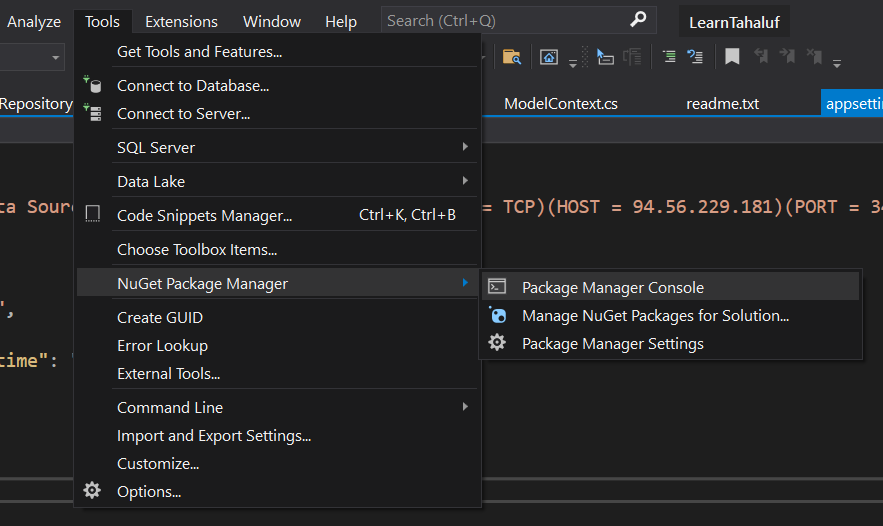 Analyze Tools Extensions Window Help Search (Ctrl+Q) LearnTahaluf
Get Tools and Features...
Connect to Database...
Repository ModelContext.cs readme.txt appsetti
Connect to Server...
SQL Server
Data Lake
ta Sour = TCP)(HOST = 94.56.229.181)(PORT = 34
Code Snippets Manager... Ctrl+K, Ctrl+B
Choose Toolbox Items...
NuGet Package Manager
Package Manager Console
",
Create GUID
Manage NuGet Packages for Solution...
Error Lookup
Package Manager Settings
time": "
External Tools...
Command Line
Import and Export Settings...
Customize...
Options...